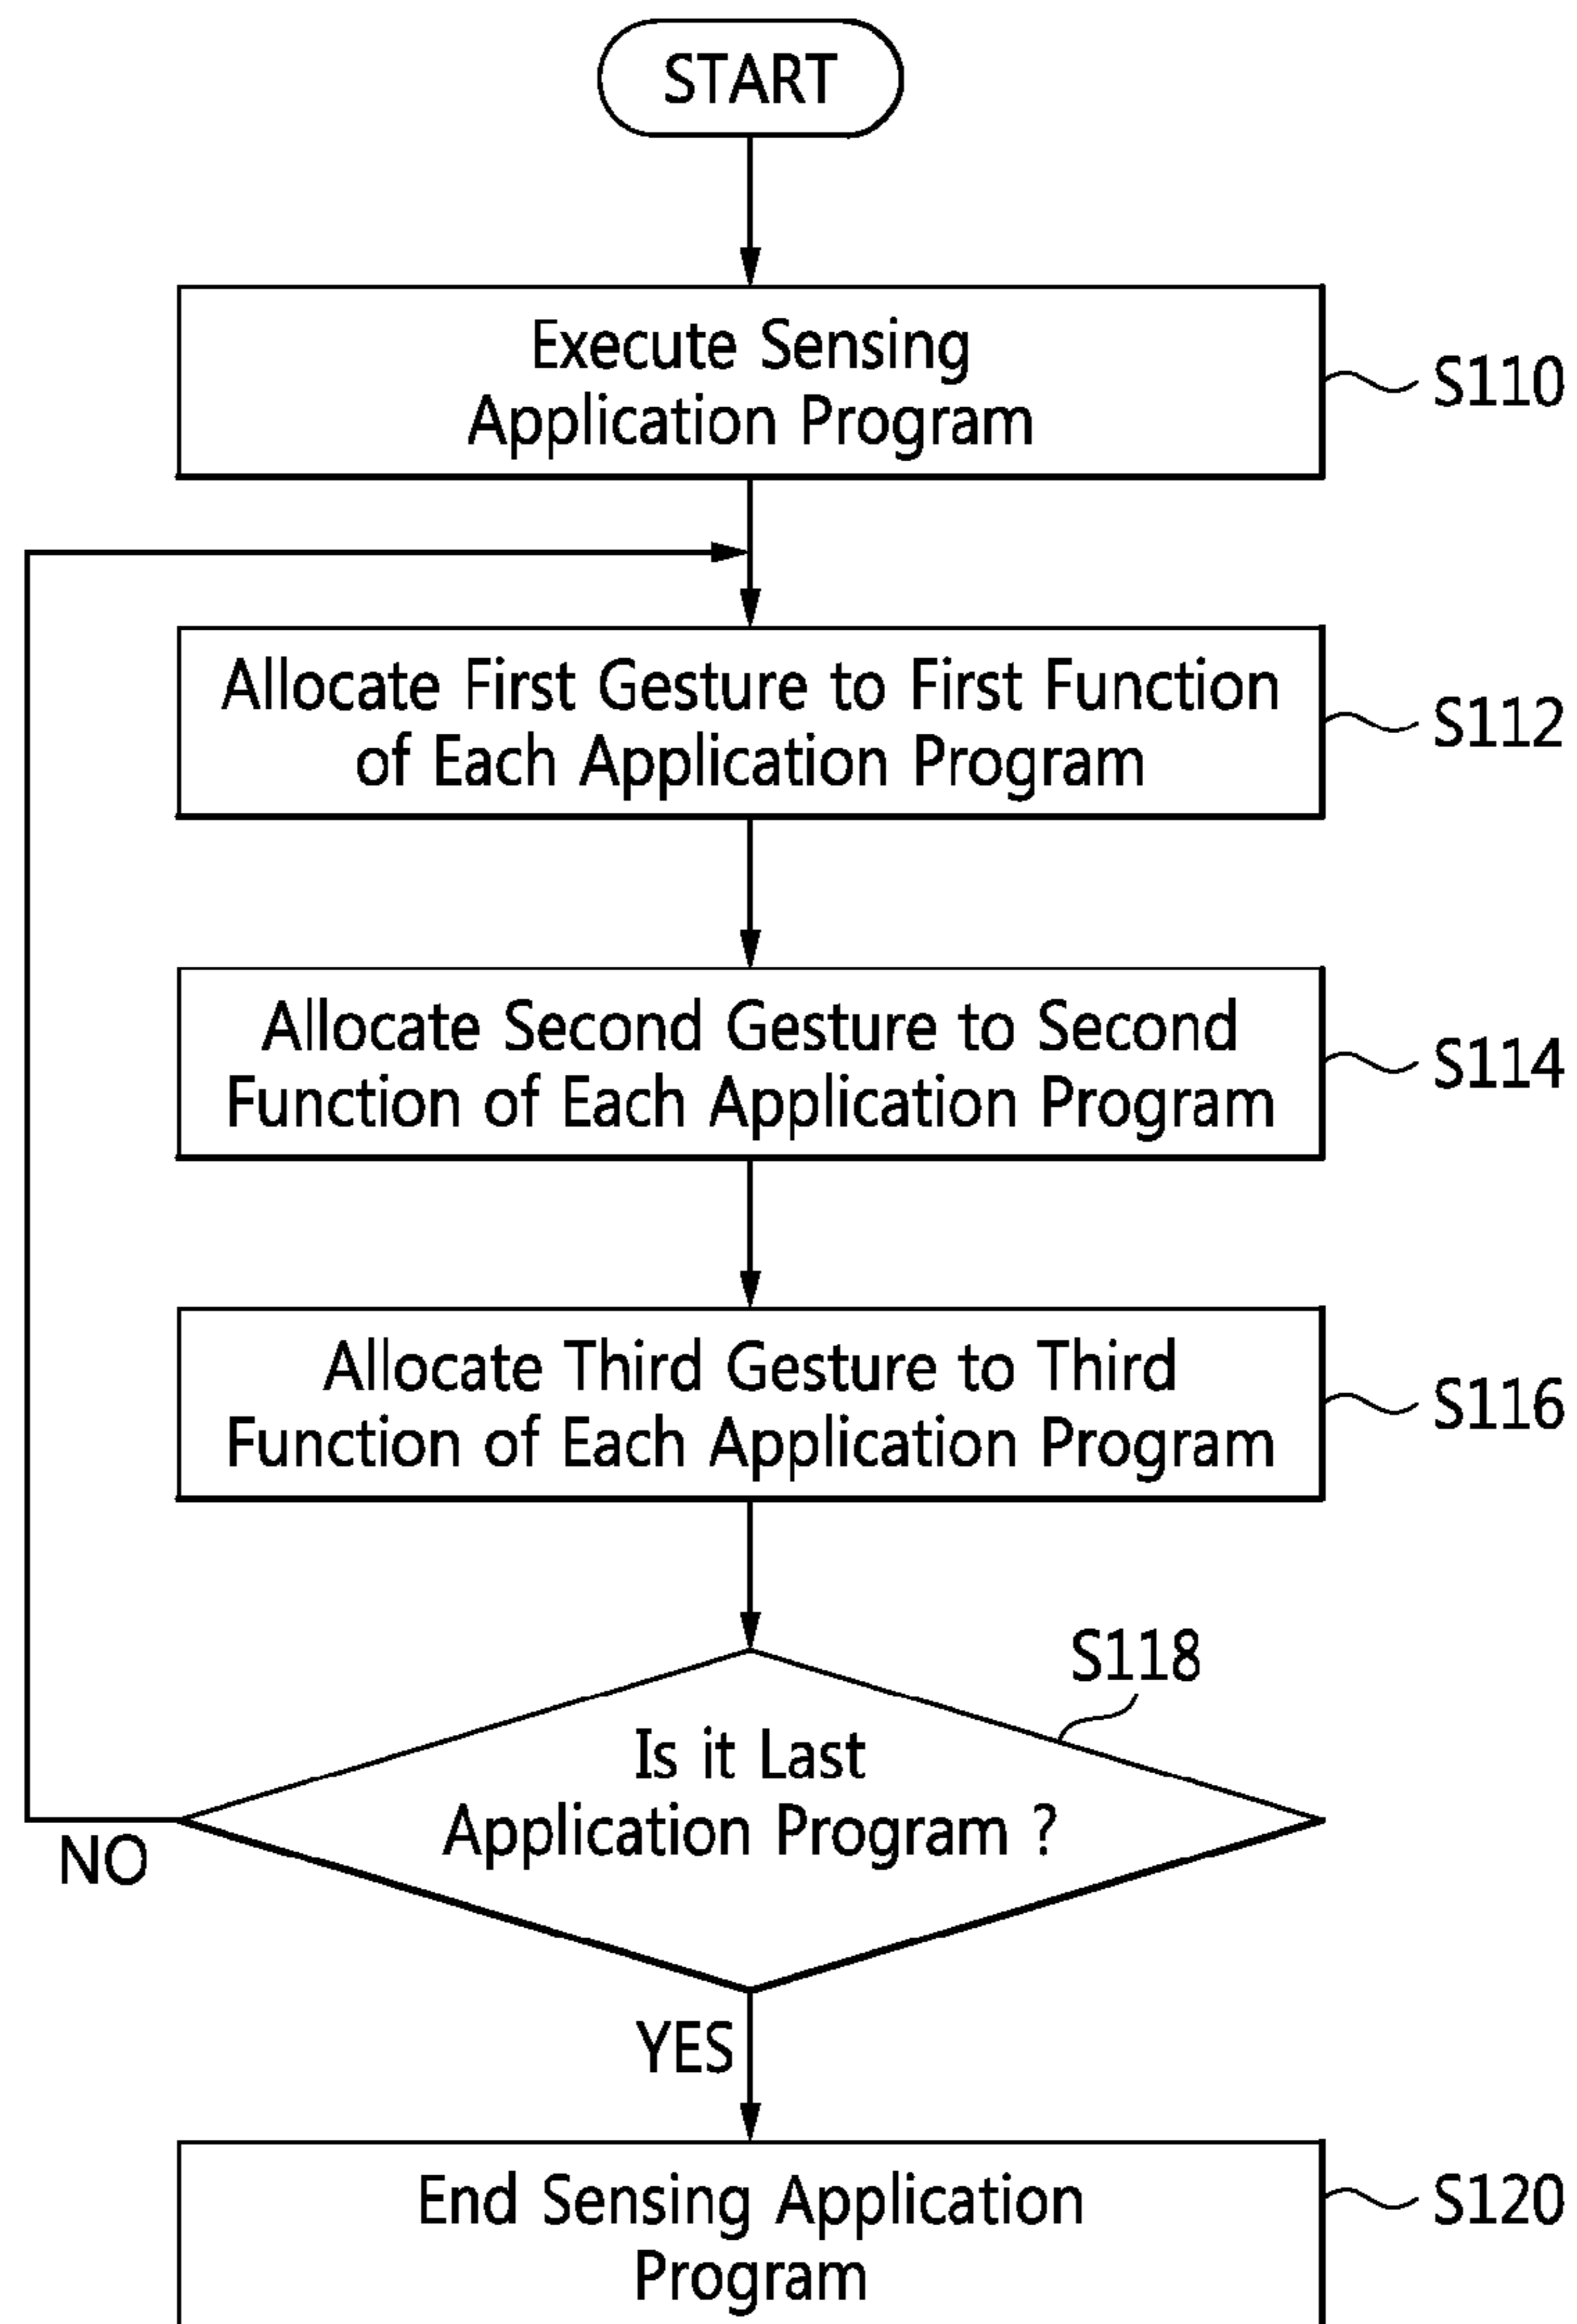 START
Execute Sensing
Application Program
S110
Allocate First Gesture to First Function
of Each Application Program
S112
Allocate Second Gesture to Second
Function of Each Application Program
S114
Allocate Third Gesture to Third
Function of Each Application Program
S116
S118
Is it Last
Application Program ?
NO
YES
End Sensing Application
Program
S120